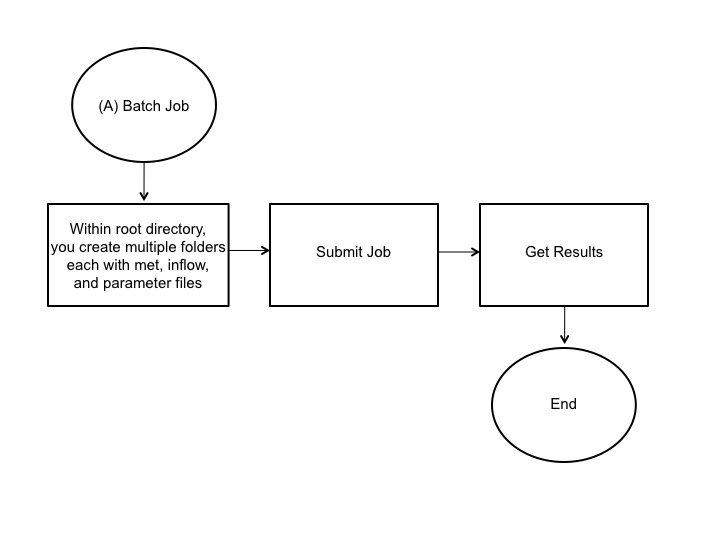 (A) Batch Job
Within root directory,
you create multiple folders
each with met, inflow,
and parameter files
Submit Job
Get Results
End